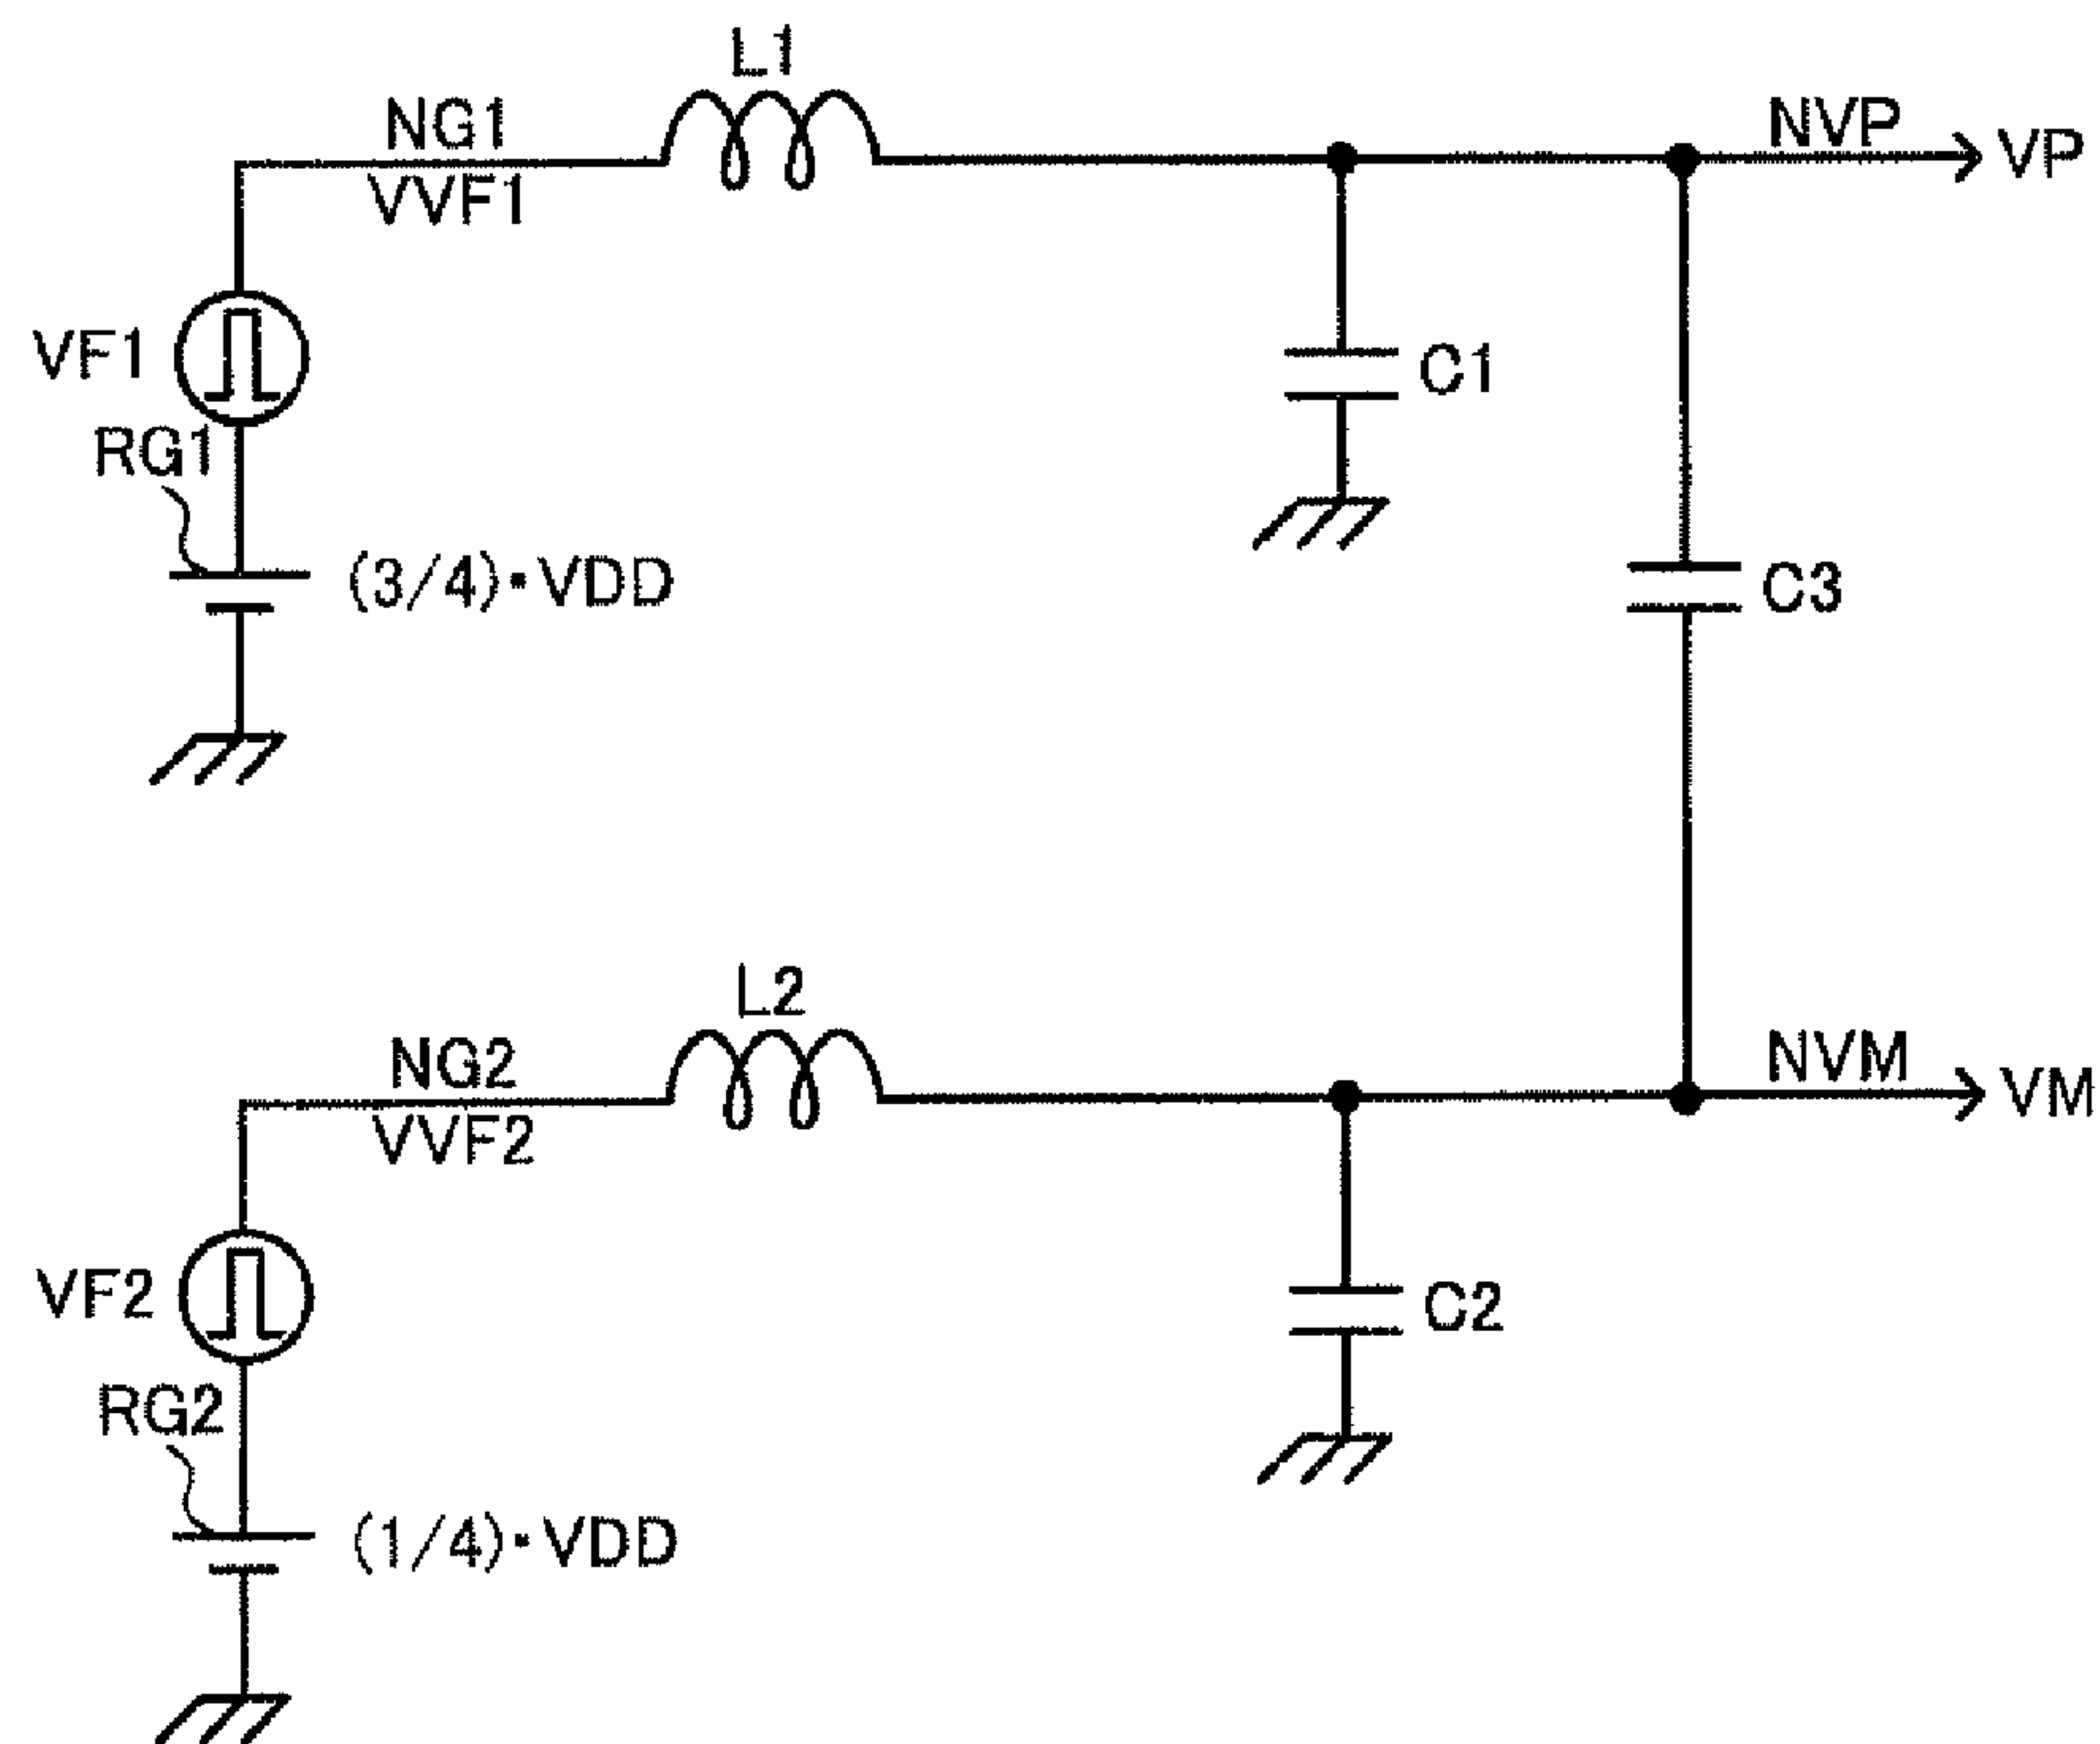 L1
NG1
VVF1
NVP
VP
VF1
C1
RG1
(3/4)・VDD
C3
L2
NG2
VVF2
NVM
VM
VF2
C2
RG2
(1/4)・VDD